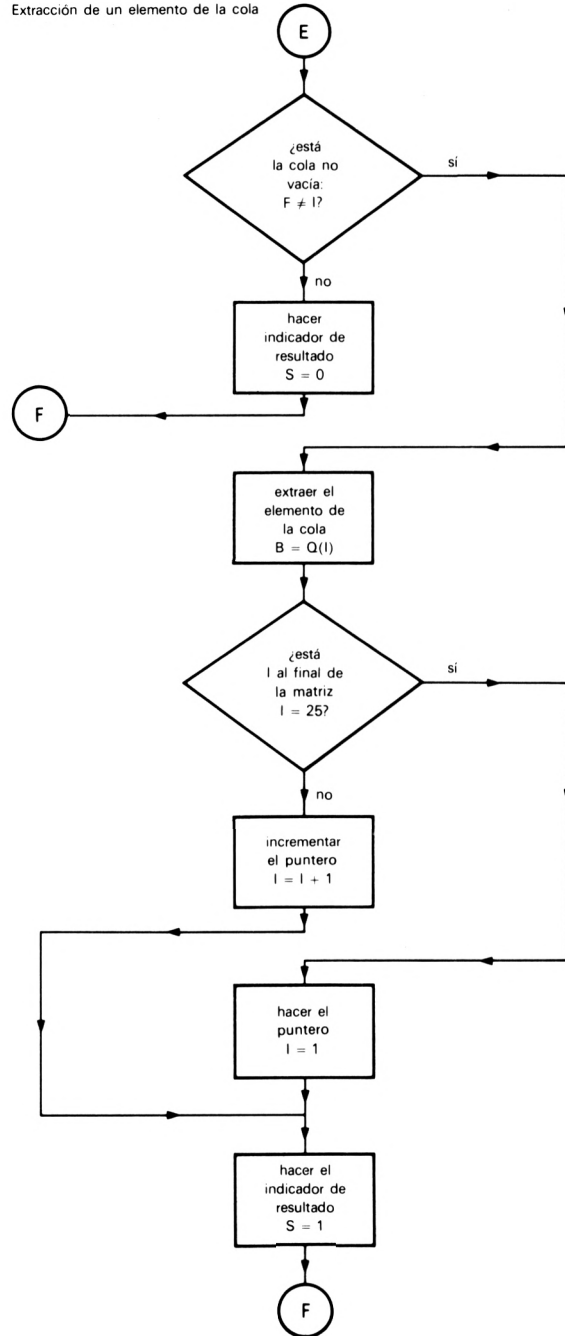 Extracción de un elemento de la cola
E
¿está
la cola no
vacía:
F ≠ I?
sí
no
hacer
indicador de
resultado
S = 0
F
extraer el
elemento de
la cola
B = Q(I)
¿está
I al final de
la matriz
I = 25?
sí
no
incrementar
el puntero
I = I + 1
hacer el
puntero
I = 1
hacer el
indicador de
resultado
S = 1
F